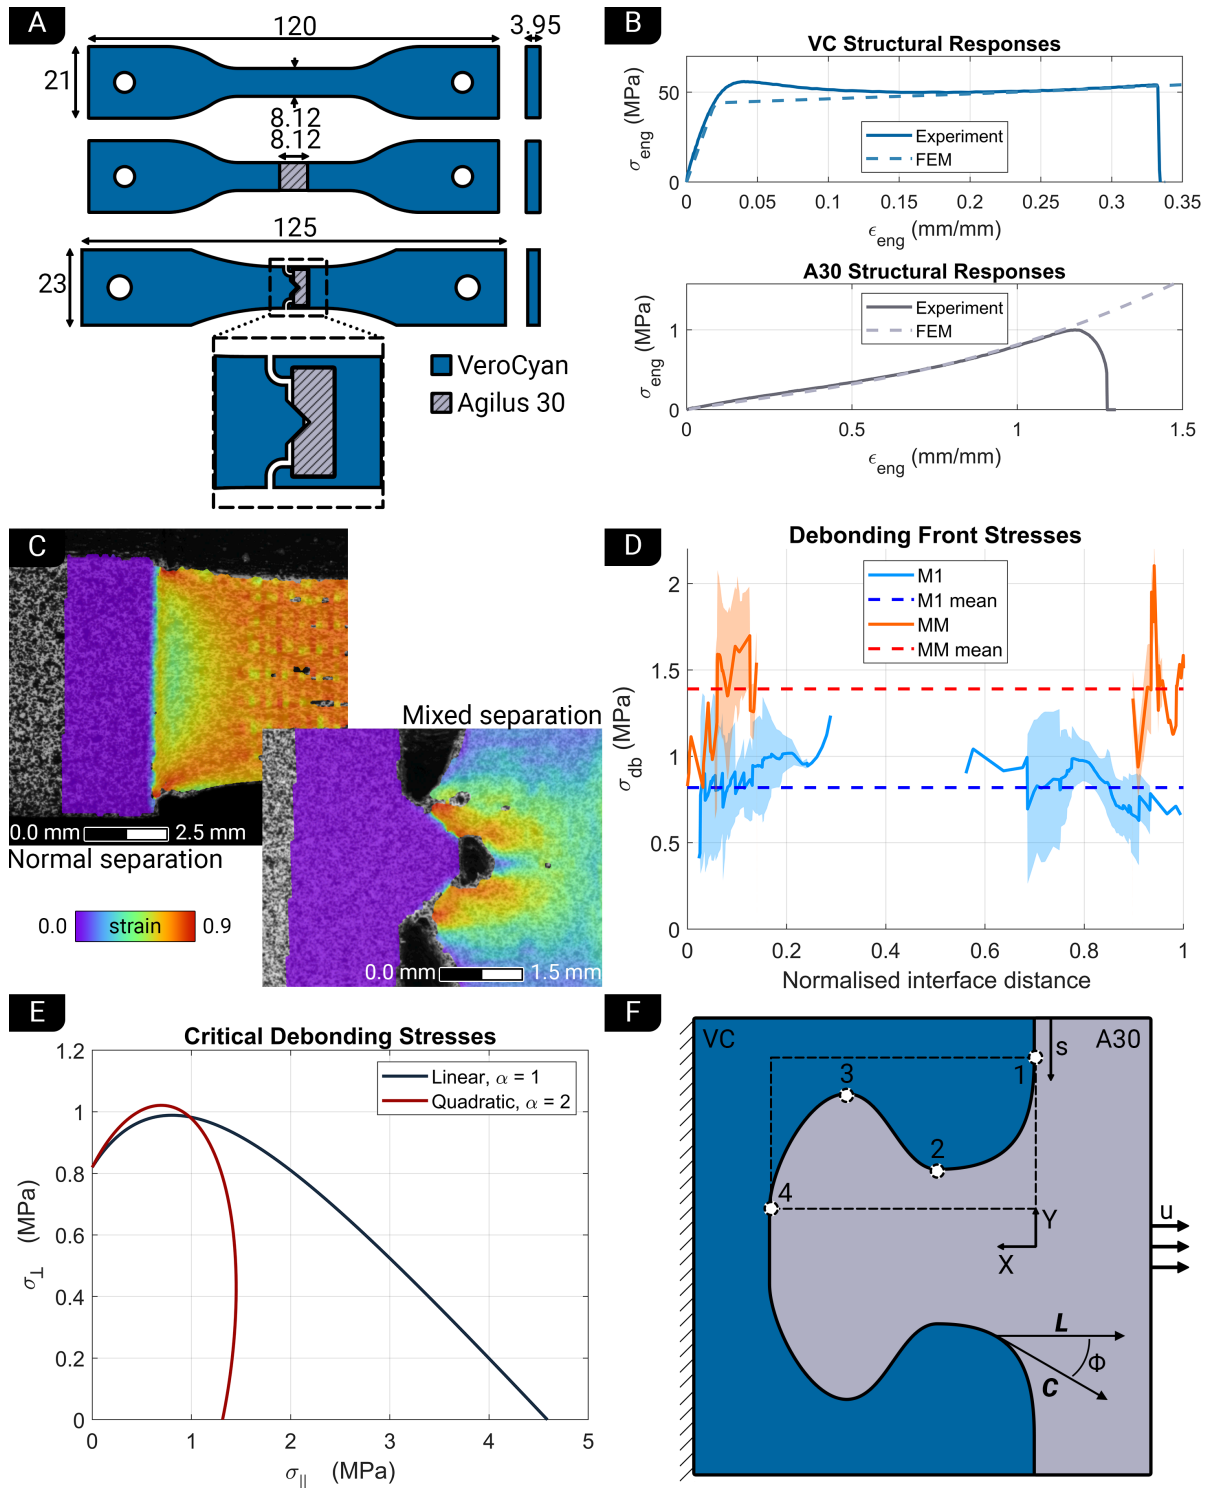 A
120
3.95
21
8.12
8.12
125
23
VeroCyan
Agilus 30
B
VC Structural Responses
σeng (MPa)
50
0
Experiment
FEM
0 0.05 0.1 0.15 0.2 0.25 0.3 0.35
ϵeng (mm/mm)
A30 Structural Responses
σeng (MPa)
1
0
Experiment
FEM
0 0.5 1 1.5
ϵeng (mm/mm)
C
0.0 mm 2.5 mm
Normal separation
Mixed separation
0.0 strain 0.9
0.0 mm 1.5 mm
D
Debonding Front Stresses
M1
M1 mean
MM
MM mean
σdb (MPa)
2
1.5
1
0.5
0
0 0.2 0.4 0.6 0.8 1
Normalised interface distance
E
Critical Debonding Stresses
Linear, α = 1
Quadratic, α = 2
σ⊥ (MPa)
1.2
1
0.8
0.6
0.4
0.2
0
0 1 2 3 4 5
σ|| (MPa)
F
VC
A30
s
1
3
2
4
Y
X
u
L
Φ
C